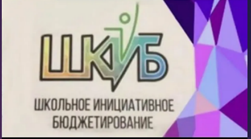 ШКИБ
ШКОЛЬНОЕ ИНИЦИАТИВНОЕ
БЮДЖЕТИРОВАНИЕ